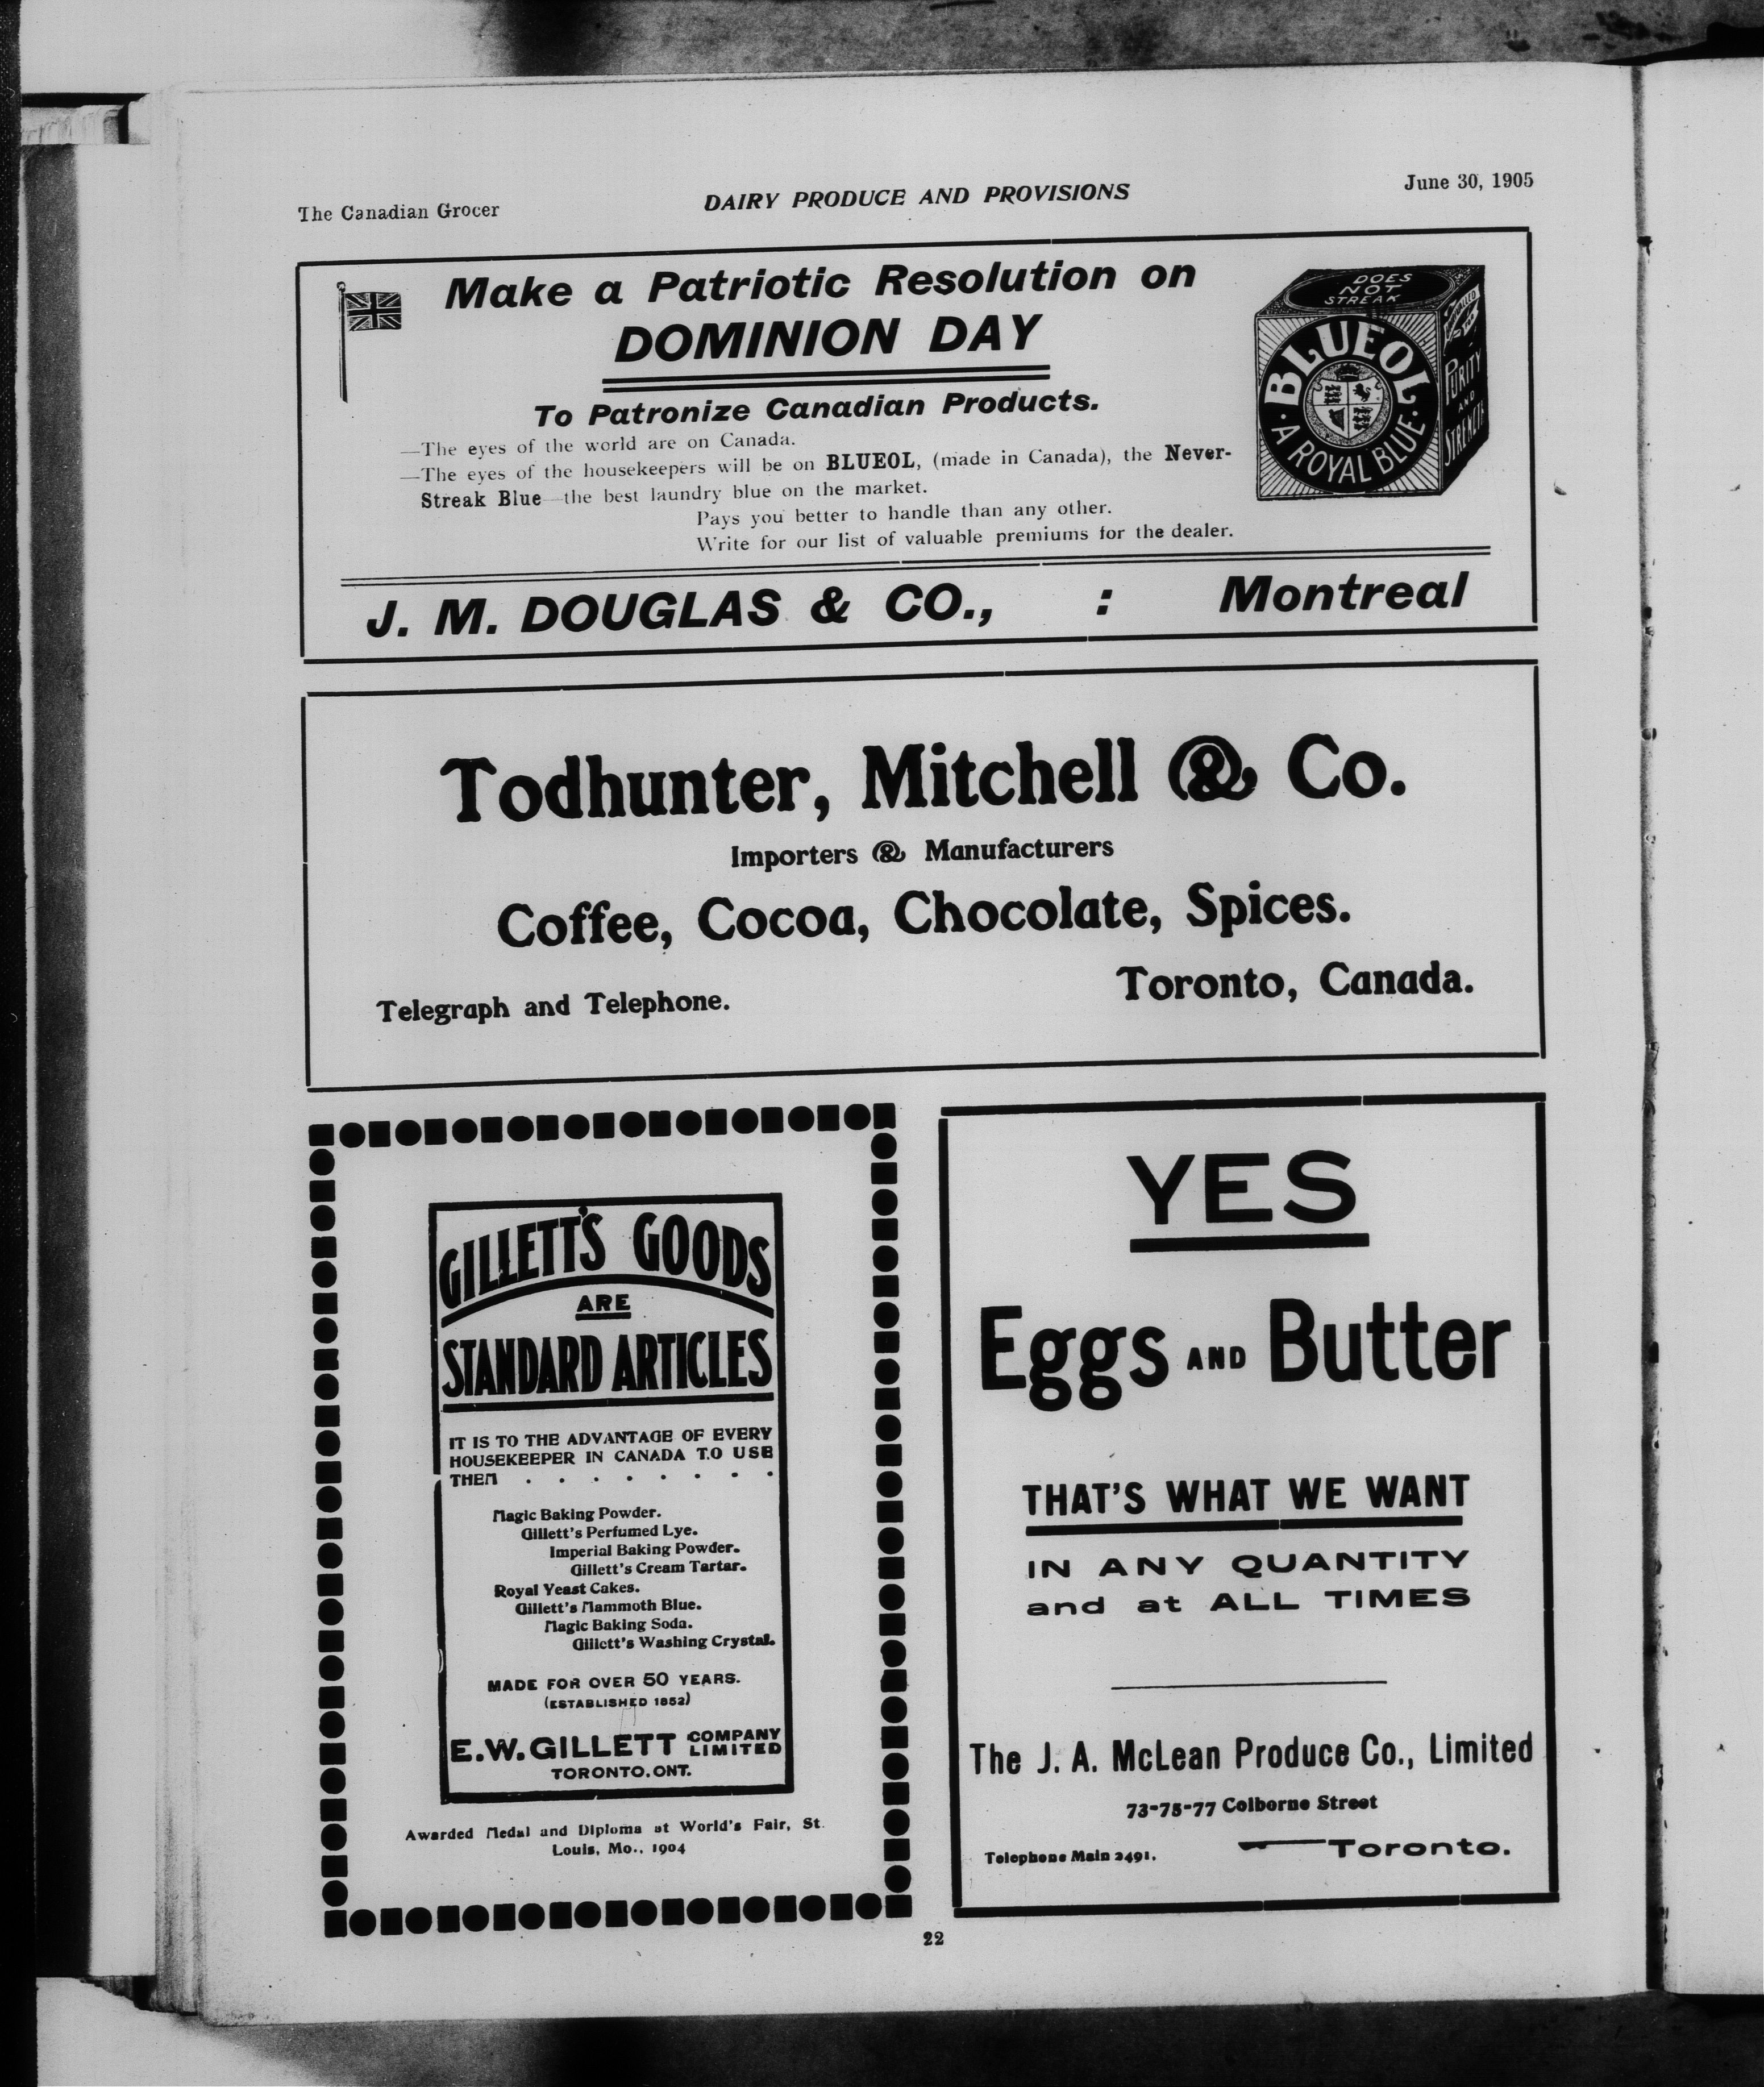 The Canadian Grocer
DAIRY PRODUCE AND PROVISIONS
June 30, 1905
Make a Patriotic Resolution on
DOMINION DAY
To Patronize Canadian Products.
—The eyes of the world are on Canada.
—The eyes of the housekeepers will be on BLUEOL, (made in Canada), the Never-
Streak Blue—the best laundry blue on the market.
Pays you better to handle than any other.
Write for our list of valuable premiums for the dealer.
DOES
NOT
STREAK
BLUEOL
A ROYAL BLUE
PURITY
AND
STRENGTH
J. M. DOUGLAS & CO., : Montreal
Todhunter, Mitchell & Co.
Importers & Manufacturers
Coffee, Cocoa, Chocolate, Spices.
Toronto, Canada.
Telegraph and Telephone.
GILLETT'S GOODS
ARE
STANDARD ARTICLES
IT IS TO THE ADVANTAGE OF EVERY
HOUSEKEEPER IN CANADA TO USE
THEM . . . . . . . .
Magic Baking Powder.
Gillett's Perfumed Lye.
Imperial Baking Powder.
Gillett's Cream Tartar.
Royal Yeast Cakes.
Gillett's Mammoth Blue.
Magic Baking Soda.
Gillett's Washing Crystal.
MADE FOR OVER 50 YEARS.
(ESTABLISHED 1852)
E.W.GILLETT COMPANY LIMITED
TORONTO,ONT.
Awarded Medal and Diploma at World's Fair, St.
Louis, Mo., 1904
YES
Eggs AND Butter
THAT'S WHAT WE WANT
IN ANY QUANTITY
and at ALL TIMES
The J. A. McLean Produce Co., Limited
73-75-77 Colborne Street
Telephone Main 2491.
Toronto.
22